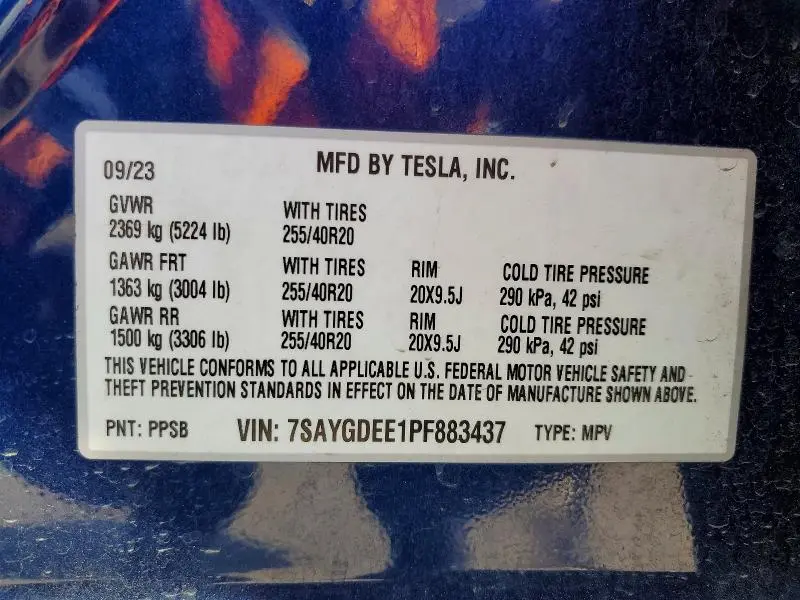 09/23 MFD BY TESLA, INC.
GVWR WITH TIRES
2369 kg (5224 lb) 255/40R20
GAWR FRT WITH TIRES RIM COLD TIRE PRESSURE
1363 kg (3004 lb) 255/40R20 20X9.5J 290 kPa, 42 psi
GAWR RR WITH TIRES RIM COLD TIRE PRESSURE
1500 kg (3306 lb) 255/40R20 20X9.5J 290 kPa, 42 psi
THIS VEHICLE CONFORMS TO ALL APPLICABLE U.S. FEDERAL MOTOR VEHICLE SAFETY AND
THEFT PREVENTION STANDARDS IN EFFECT ON THE DATE OF MANUFACTURE SHOWN ABOVE.
PNT: PPSB VIN: 7SAYGDEE1PF883437 TYPE: MPV